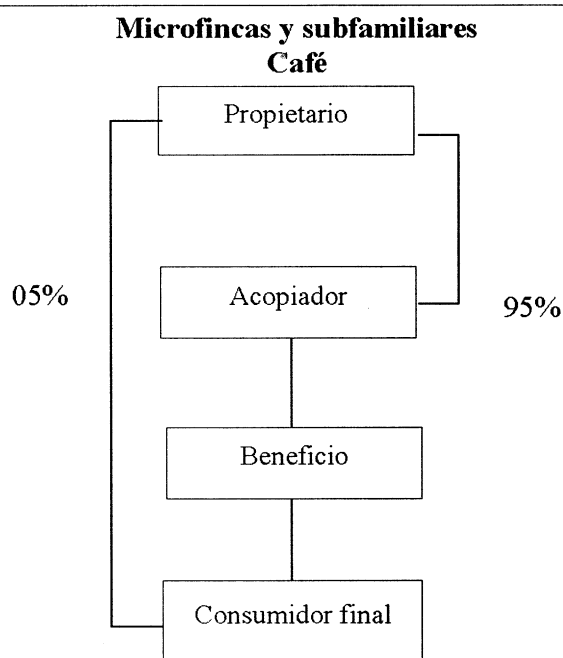 Microfincas y subfamiliares
Café
Propietario
05%
Acopiador
95%
Beneficio
Consumidor final